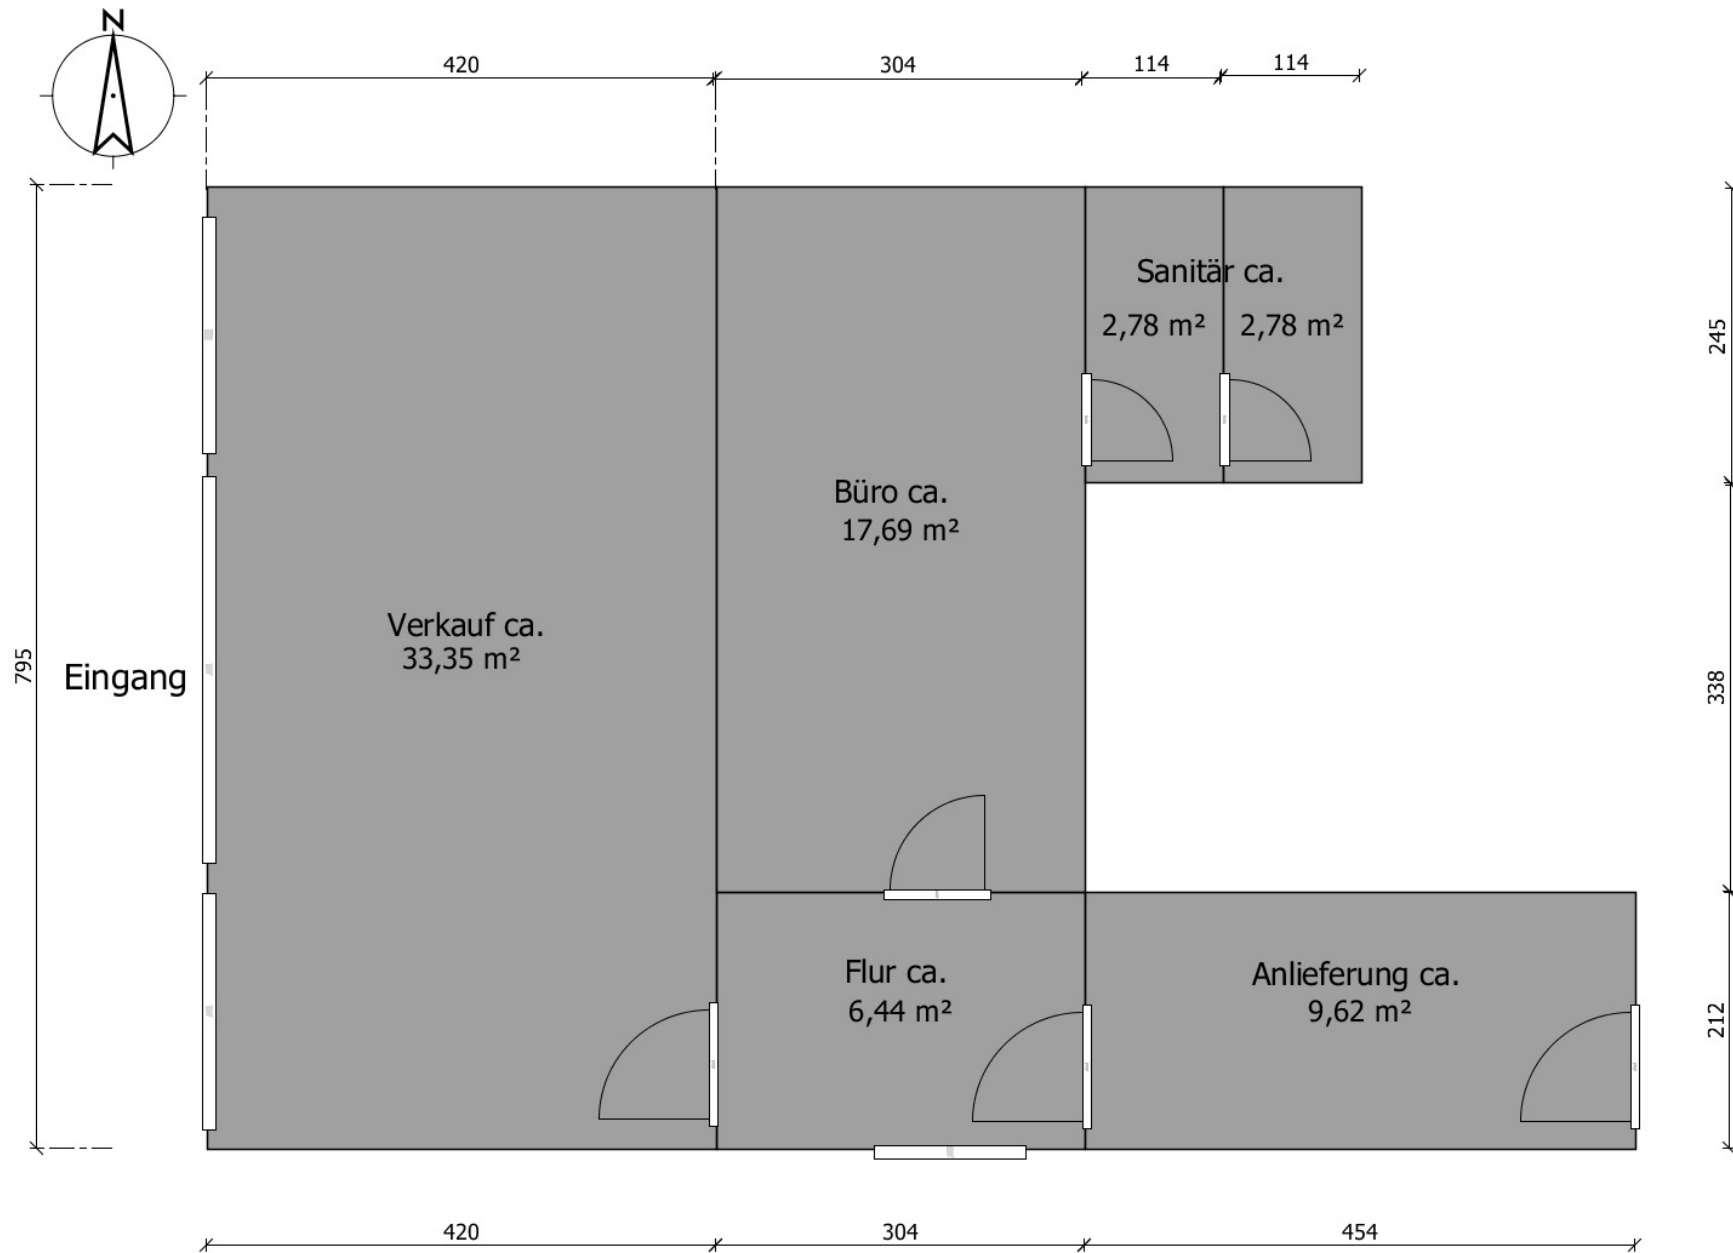 N
420
304
114
114
Sanitär ca.
2,78 m²
2,78 m²
245
Büro ca.
17,69 m²
Verkauf ca.
33,35 m²
795
Eingang
338
Flur ca.
6,44 m²
Anlieferung ca.
9,62 m²
212
420
304
454